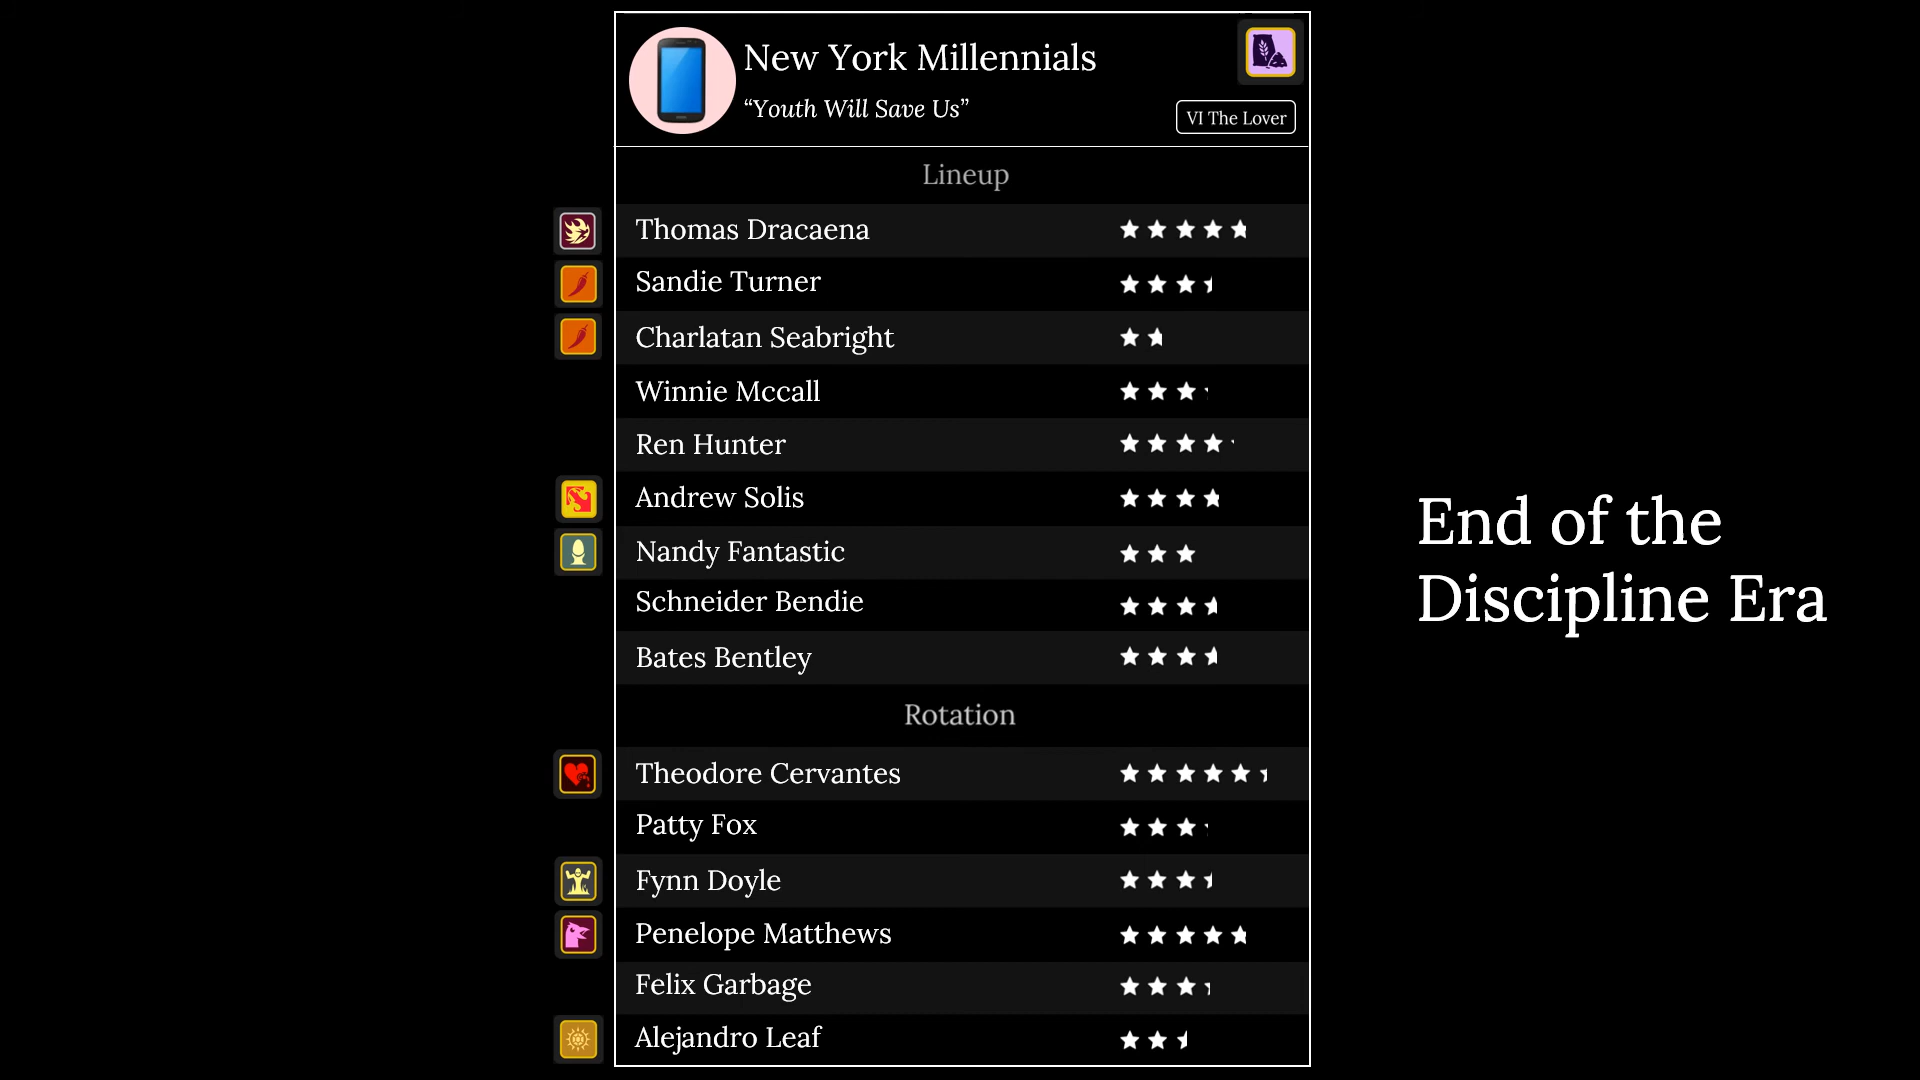 New York Millennials
“Youth Will Save Us”
VI The Lover
Lineup
Thomas Dracaena
Sandie Turner
Charlatan Seabright
Winnie Mccall
Ren Hunter
Andrew Solis
Nandy Fantastic
Schneider Bendie
Bates Bentley
Rotation
Theodore Cervantes
Patty Fox
Fynn Doyle
Penelope Matthews
Felix Garbage
Alejandro Leaf
End of the
Discipline Era